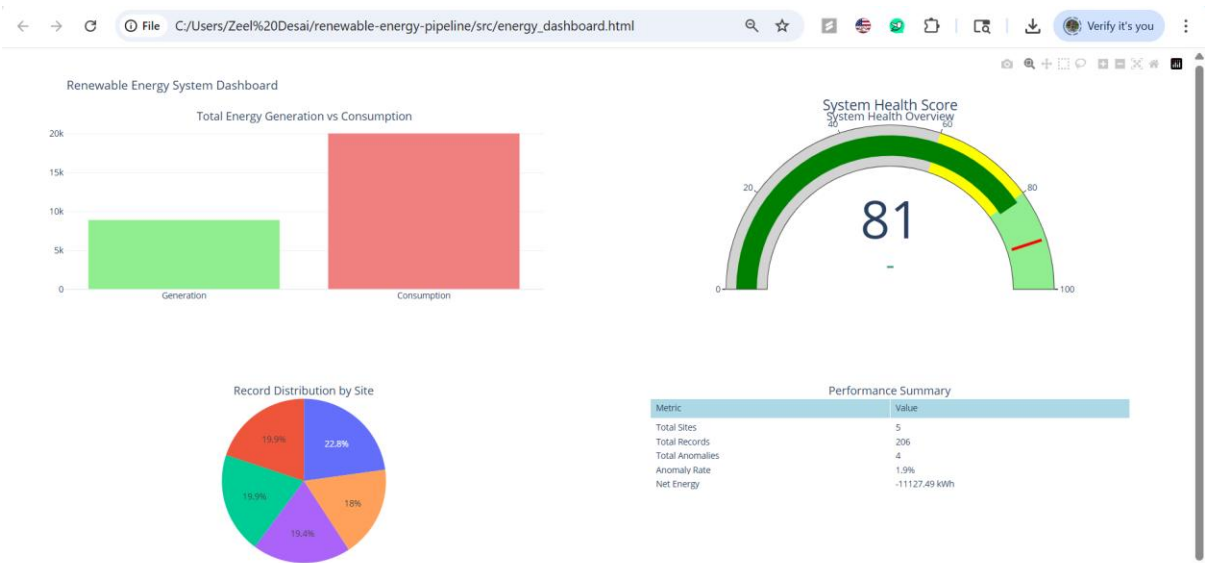 File C:/Users/Zeel%20Desai/renewable-energy-pipeline/src/energy_dashboard.html Verify it's you
Renewable Energy System Dashboard
Total Energy Generation vs Consumption
20k
15k
10k
5k
0
Generation Consumption
System Health Score
System Health Overview
0
20
40
60
80
100
81
-
Record Distribution by Site
22.8%
18%
19.4%
19.9%
19.9%
Performance Summary
Metric Value
Total Sites 5
Total Records 206
Total Anomalies 4
Anomaly Rate 1.9%
Net Energy -11127.49 kWh